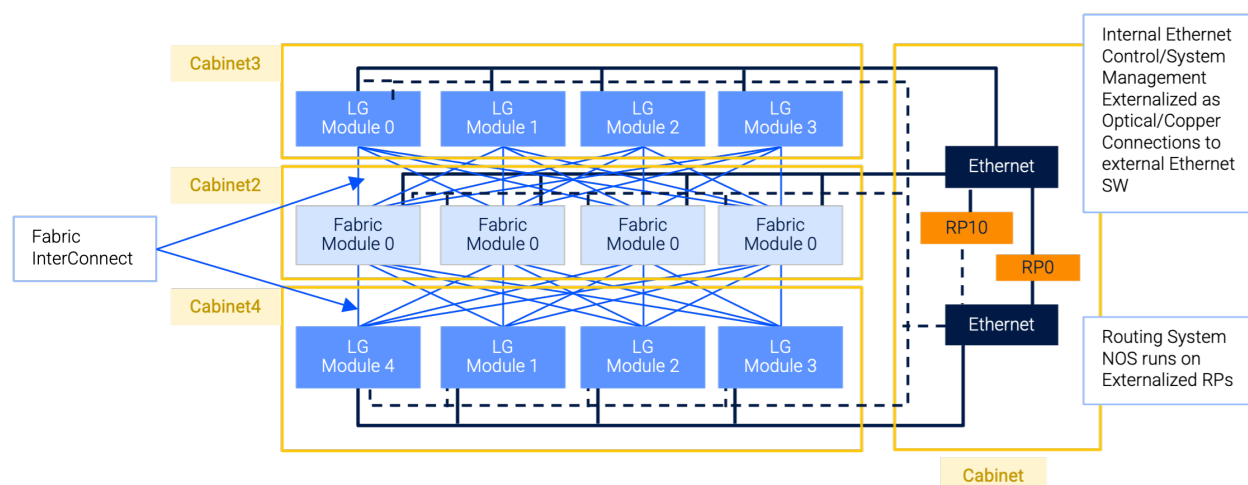 Cabinet3
LG
Module 0
LG
Module 1
LG
Module 2
LG
Module 3
Internal Ethernet
Control/System
Management
Externalized as
Optical/Copper
Connections to
external Ethernet
SW
Cabinet2
Ethernet
Fabric
InterConnect
Fabric
Module 0
Fabric
Module 0
Fabric
Module 0
Fabric
Module 0
RP10
RP0
Cabinet4
Ethernet
LG
Module 4
LG
Module 1
LG
Module 2
LG
Module 3
Routing System
NOS runs on
Externalized RPs
Cabinet